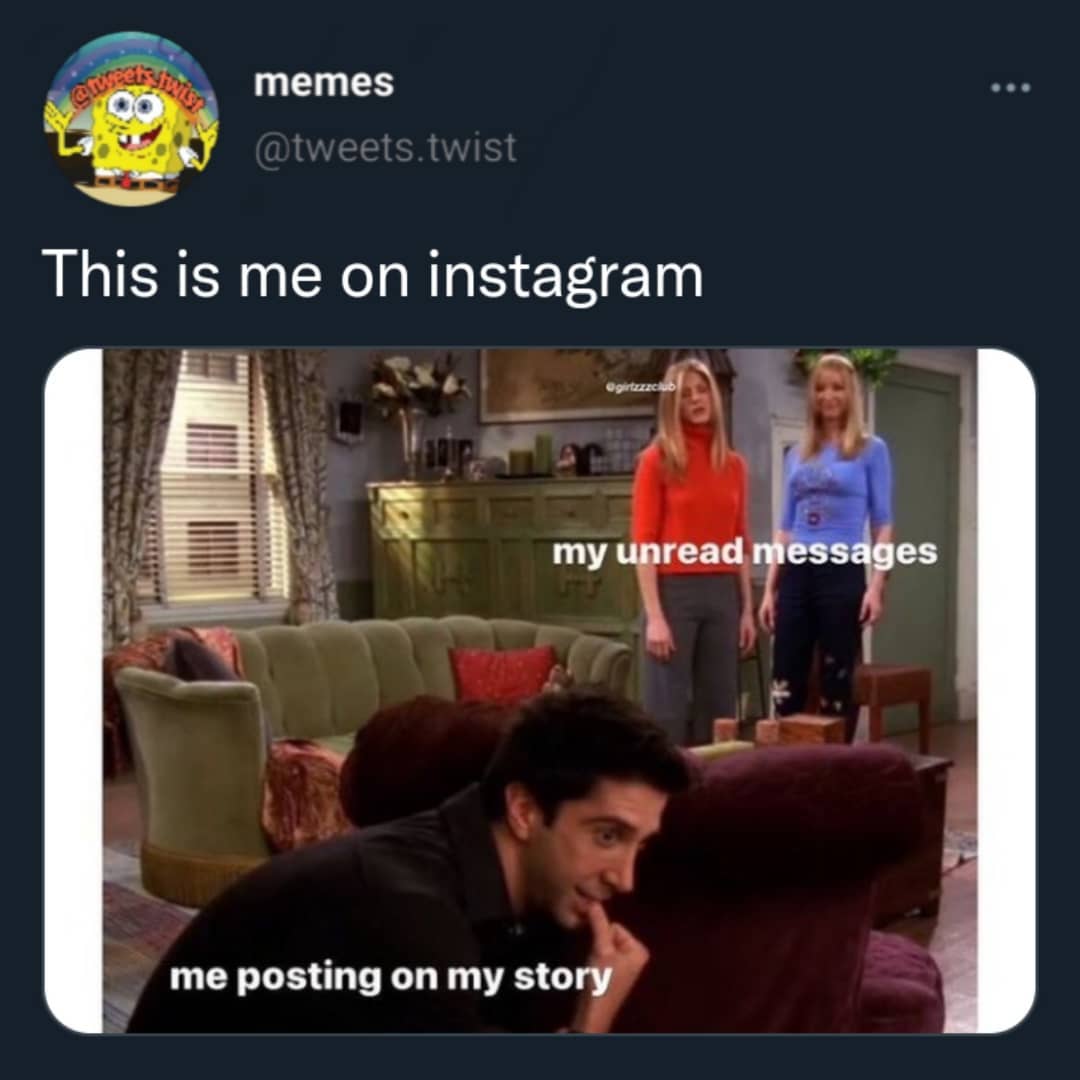 @tweets.twist
memes
@tweets.twist
This is me on instagram
@girlzzzclub
my unread messages
me posting on my story